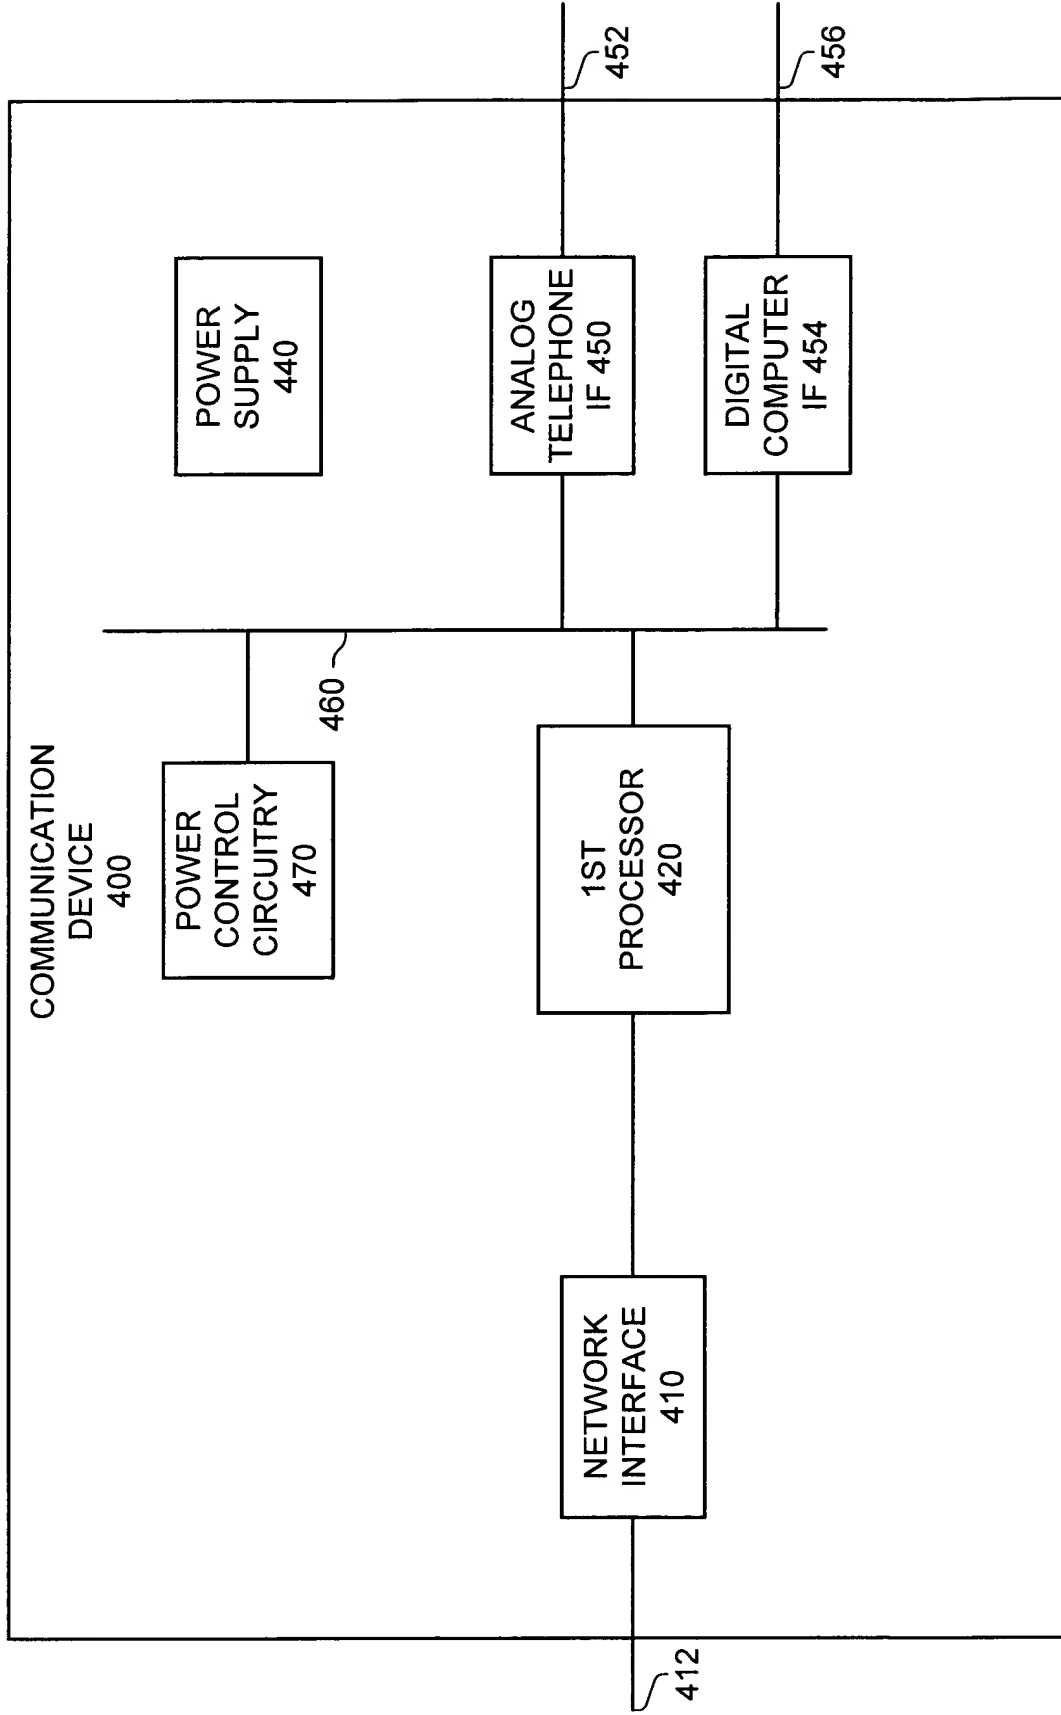 COMMUNICATION
DEVICE
400
POWER
CONTROL
CIRCUITRY
470
POWER
SUPPLY
440
460
412
NETWORK
INTERFACE
410
1ST
PROCESSOR
420
ANALOG
TELEPHONE
IF 450
452
DIGITAL
COMPUTER
IF 454
456